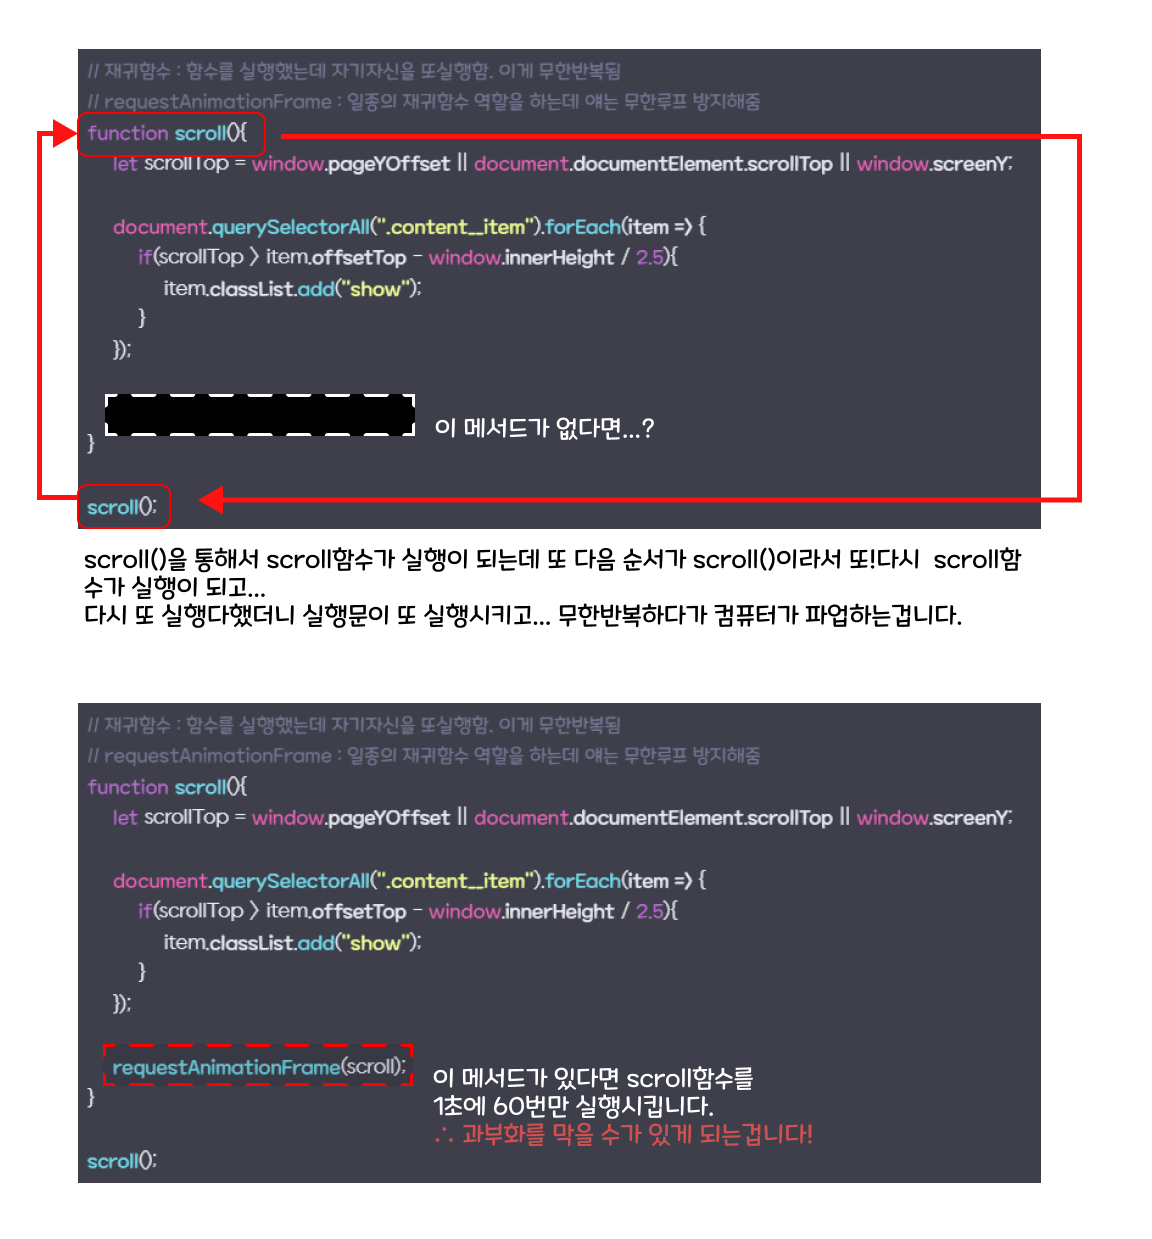 // 재귀함수 : 함수를 실행했는데 자기자신을 또실행함. 이게 무한반복됨
// requestAnimationFrame : 일종의 재귀함수 역할을 하는데 얘는 무한루프 방지해줌
function scroll(){
let scrollTop = window.pageYOffset || document.documentElement.scrollTop || window.screenY;
document.querySelectorAll(".content__item").forEach(item => {
if(scrollTop > item.offsetTop - window.innerHeight / 2.5){
item.classList.add("show");
}
});
이 메서드가 없다면...?
}
scroll();
scroll()을 통해서 scroll함수가 실행이 되는데 또 다음 순서가 scroll()이라서 또!다시 scroll함
수가 실행이 되고...
다시 또 실행다했더니 실행문이 또 실행시키고... 무한반복하다가 컴퓨터가 파업하는겁니다.
// 재귀함수 : 함수를 실행했는데 자기자신을 또실행함. 이게 무한반복됨
// requestAnimationFrame : 일종의 재귀함수 역할을 하는데 얘는 무한루프 방지해줌
function scroll(){
let scrollTop = window.pageYOffset || document.documentElement.scrollTop || window.screenY;
document.querySelectorAll(".content__item").forEach(item => {
if(scrollTop > item.offsetTop - window.innerHeight / 2.5){
item.classList.add("show");
}
});
requestAnimationFrame(scroll);
이 메서드가 있다면 scroll함수를
}
1초에 60번만 실행시킵니다.
∴ 과부화를 막을 수가 있게 되는겁니다!
scroll();